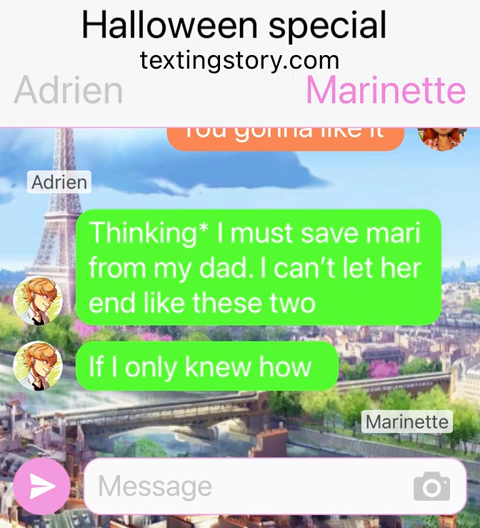 Halloween special
textingstory.com
Adrien Marinette
You gonna like it
Adrien
Thinking* I must save mari
from my dad. I can't let her
end like these two
If I only knew how
Marinette
Message